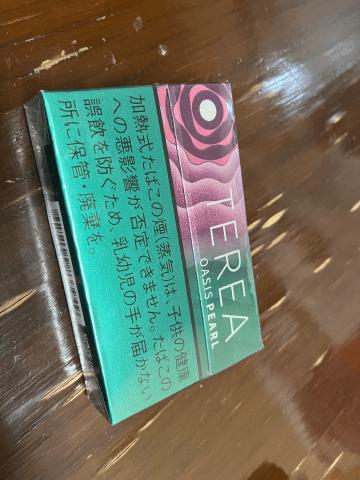 TEREA
OASIS PEARL
加熱式たばこの煙(蒸気)は、子供の健康
への悪影響が否定できません。たばこの
誤飲を防ぐため、乳幼児の手が届かない
所に保管・廃棄を。